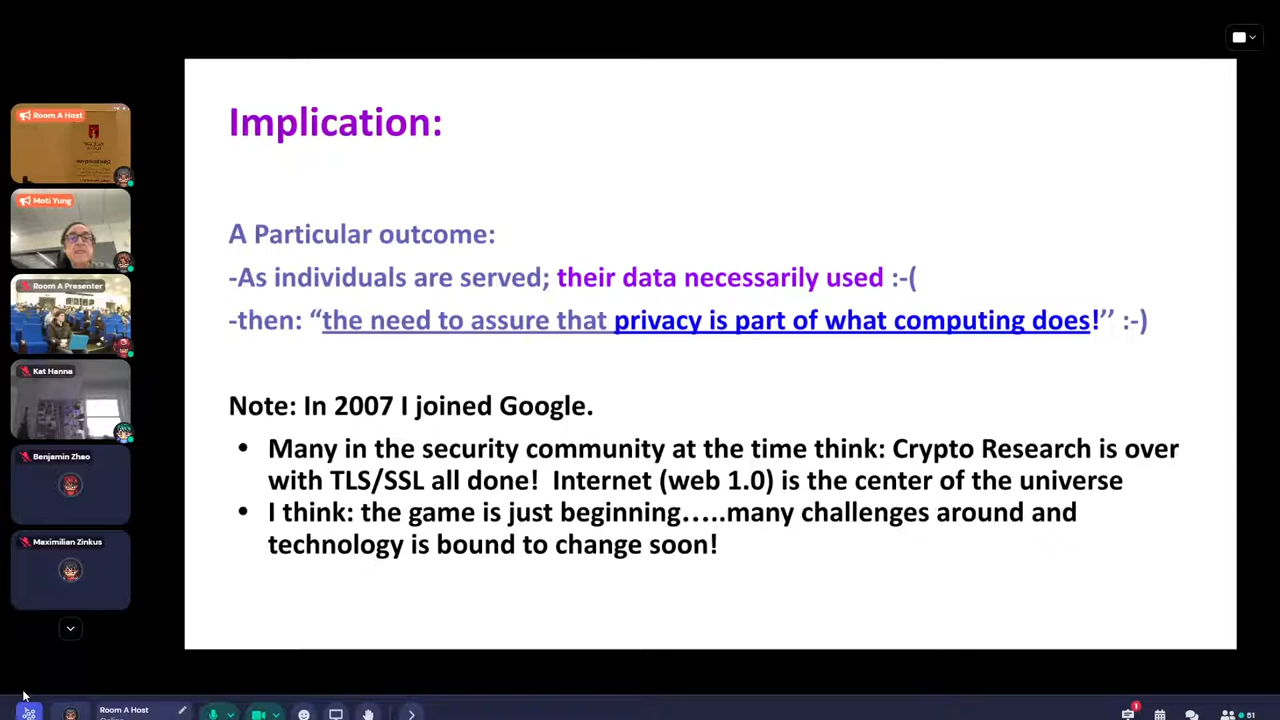 Implication:
A Particular outcome:
-As individuals are served; their data necessarily used :-(
-then: “the need to assure that privacy is part of what computing does!’’ :-)
Note: In 2007 I joined Google.
• Many in the security community at the time think: Crypto Research is over
with TLS/SSL all done!  Internet (web 1.0) is the center of the universe
• I think: the game is just beginning…..many challenges around and
technology is bound to change soon!
Room A Host
Moti Yung
Room A Presenter
Kat Hanna
Benjamin Zhao
Maximilian Zinkus
Room A Host
Online
1
51